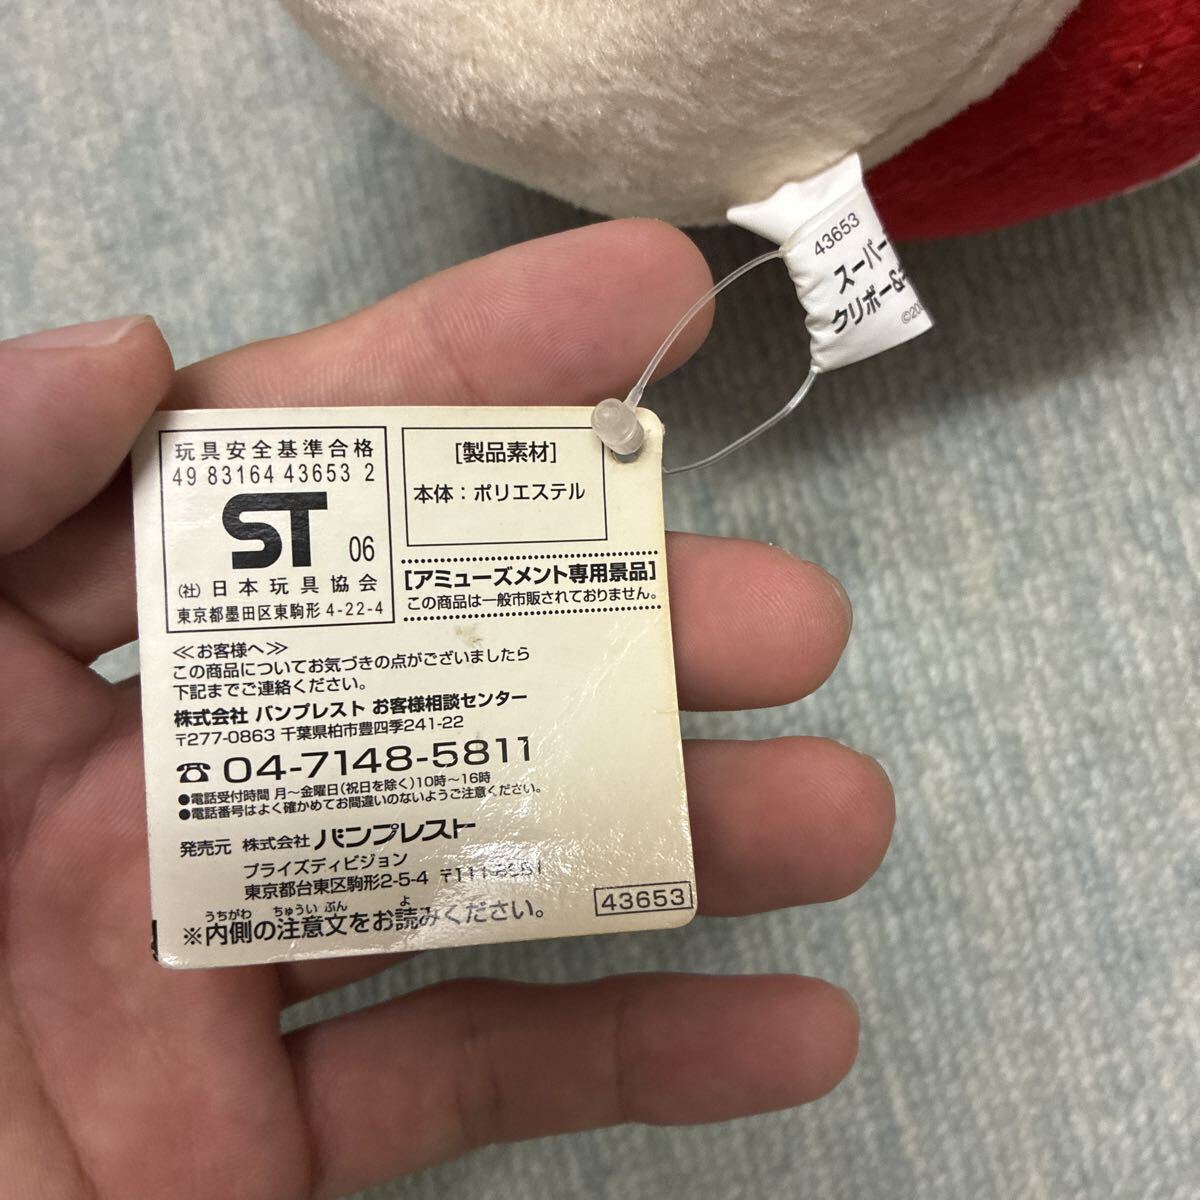 43653
スーパー
クリボー&
©20
玩具安全基準合格
49 83164 43653 2
ST 06
(社)日本玩具協会
東京都墨田区東駒形4-22-4
[製品素材]
本体：ポリエステル
[アミューズメント専用景品]
この商品は一般市販されておりません。
≪お客様へ≫
この商品についてお気づきの点がございましたら
下記までご連絡ください。
株式会社 バンプレスト お客様相談センター
〒277-0863 千葉県柏市豊四季241-22
☎ 04-7148-5811
●電話受付時間 月～金曜日(祝日を除く)10時～16時
●電話番号はよく確かめてお間違いのないようご注意ください。
発売元 株式会社 バンプレスト
プライズディビジョン
東京都台東区駒形2-5-4 〒111-8581
うちがわ ちゅうい ぶん よ
※内側の注意文をお読みください。
43653